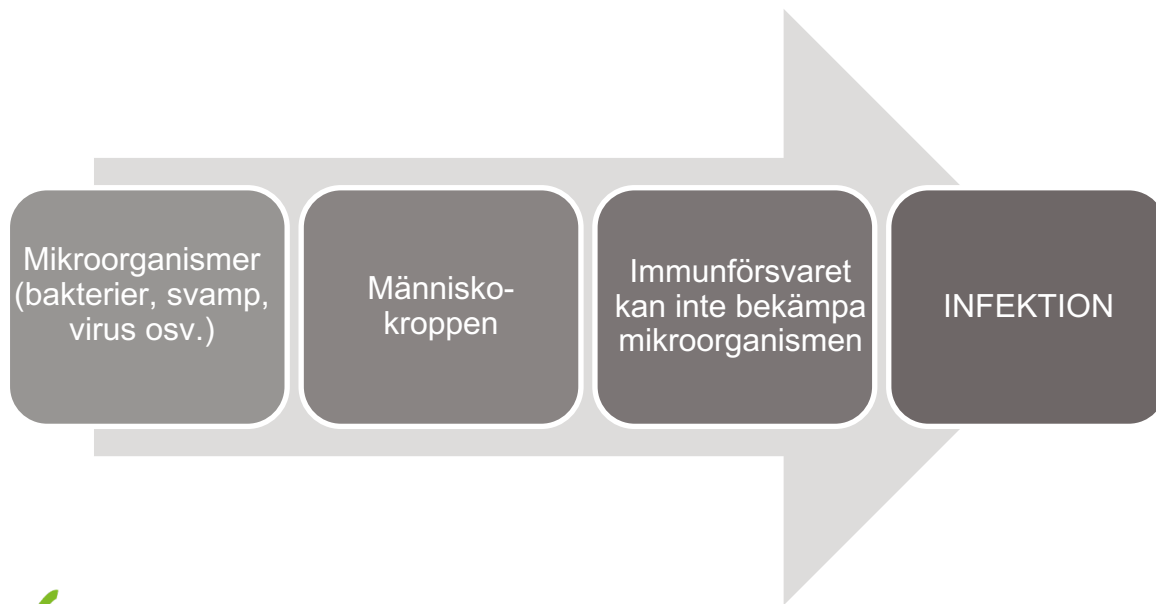 Mikroorganismer
(bakterier, svamp,
virus osv.)
Människo-
kroppen
Immunförsvaret
kan inte bekämpa
mikroorganismen
INFEKTION